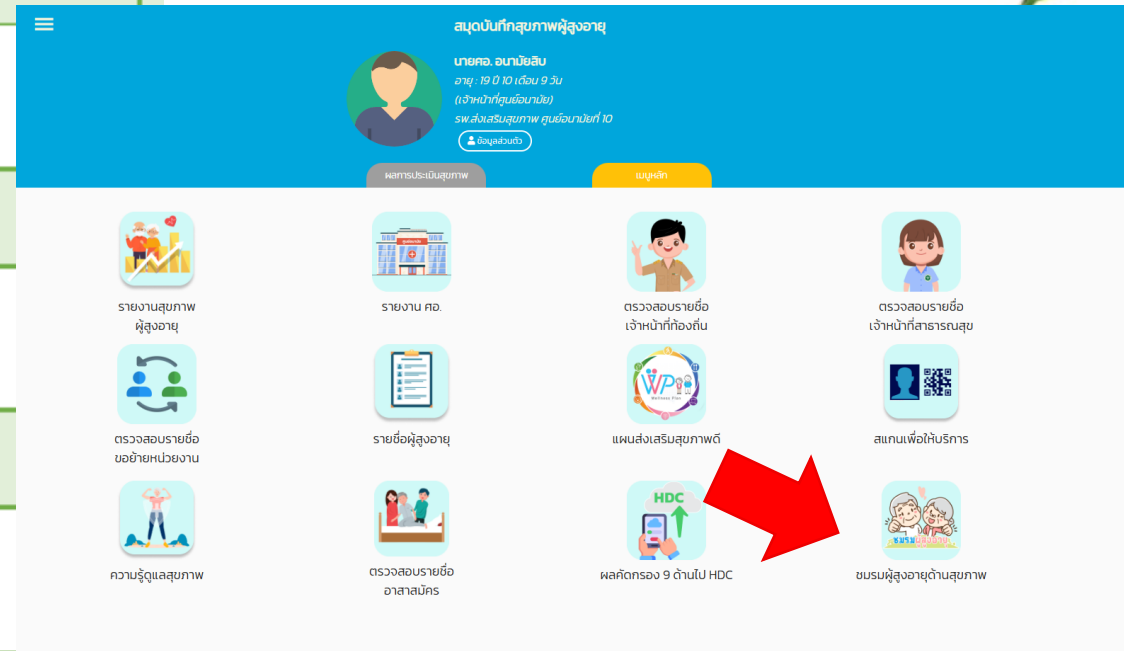 สมุดบันทึกสุขภาพผู้สูงอายุ
นายศอ. อนามัยสิบ
อายุ : 19 ปี 10 เดือน 9 วัน
(เจ้าหน้าที่ศูนย์อนามัย)
รพ.ส่งเสริมสุขภาพ ศูนย์อนามัยที่ 10
ข้อมูลส่วนตัว
ผลการประเมินสุขภาพ
เมนูหลัก
รายงานสุขภาพ
ผู้สูงอายุ
รายงาน ศอ.
ตรวจสอบรายชื่อ
เจ้าหน้าที่ท้องถิ่น
ตรวจสอบรายชื่อ
เจ้าหน้าที่สาธารณสุข
ตรวจสอบรายชื่อ
ขอย้ายหน่วยงาน
รายชื่อผู้สูงอายุ
WP
Wellness Plan
แผนส่งเสริมสุขภาพดี
สแกนเพื่อให้บริการ
ความรู้ดูแลสุขภาพ
ตรวจสอบรายชื่อ
อาสาสมัคร
HDC
ผลคัดกรอง 9 ด้านไป HDC
ชมรมผู้สูงอายุ
ชมรมผู้สูงอายุด้านสุขภาพ